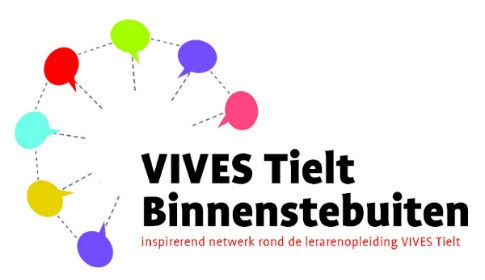 VIVES Tielt
Binnenstebuiten
inspirerend netwerk rond de lerarenopleiding VIVES Tielt